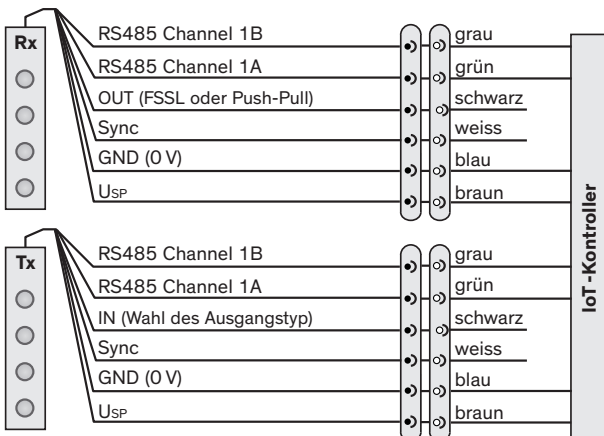 Rx
RS485 Channel 1B grau
RS485 Channel 1A grün
OUT (FSSL oder Push-Pull) schwarz
Sync weiss
GND (0 V) blau
USP braun
Tx
RS485 Channel 1B grau
RS485 Channel 1A grün
IN (Wahl des Ausgangstyp) schwarz
Sync weiss
GND (0 V) blau
USP braun
IoT-Kontroller